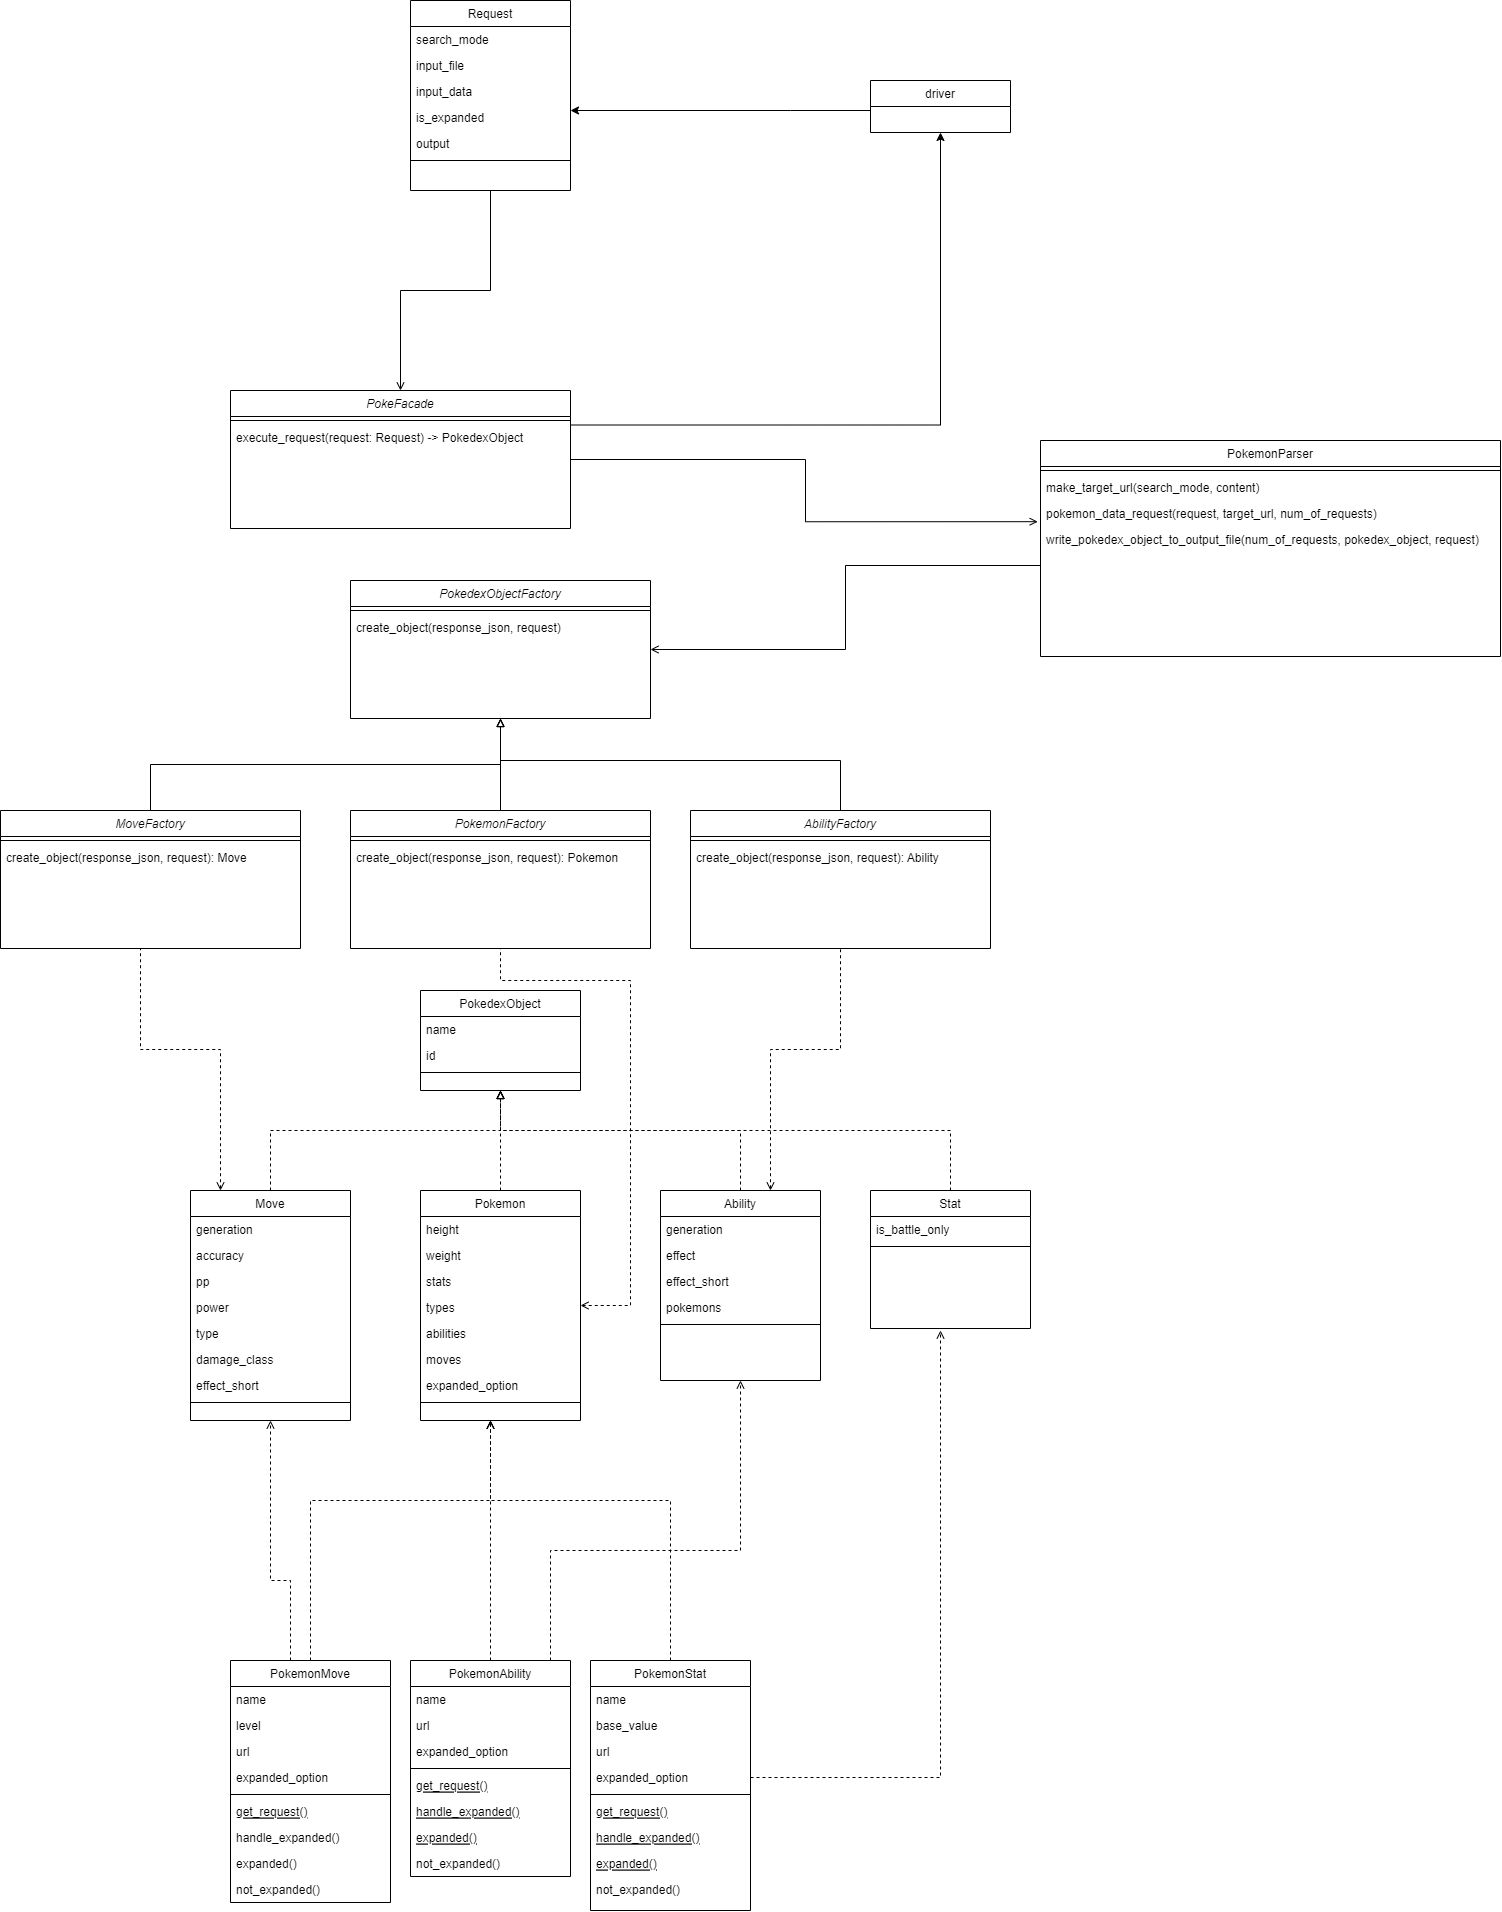 Request
search_mode
input_file
input_data
is_expanded
output
driver
PokeFacade
execute_request(request: Request) -> PokedexObject
PokemonParser
make_target_url(search_mode, content)
pokemon_data_request(request, target_url, num_of_requests)
write_pokedex_object_to_output_file(num_of_requests, pokedex_object, request)
PokedexObjectFactory
create_object(response_json, request)
MoveFactory
create_object(response_json, request): Move
PokemonFactory
create_object(response_json, request): Pokemon
AbilityFactory
create_object(response_json, request): Ability
PokedexObject
name
id
Move
generation
accuracy
pp
power
type
damage_class
effect_short
Pokemon
height
weight
stats
types
abilities
moves
expanded_option
Ability
generation
effect
effect_short
pokemons
Stat
is_battle_only
PokemonMove
name
level
url
expanded_option
get_request()
handle_expanded()
expanded()
not_expanded()
PokemonAbility
name
url
expanded_option
get_request()
handle_expanded()
expanded()
not_expanded()
PokemonStat
name
base_value
url
expanded_option
get_request()
handle_expanded()
expanded()
not_expanded()